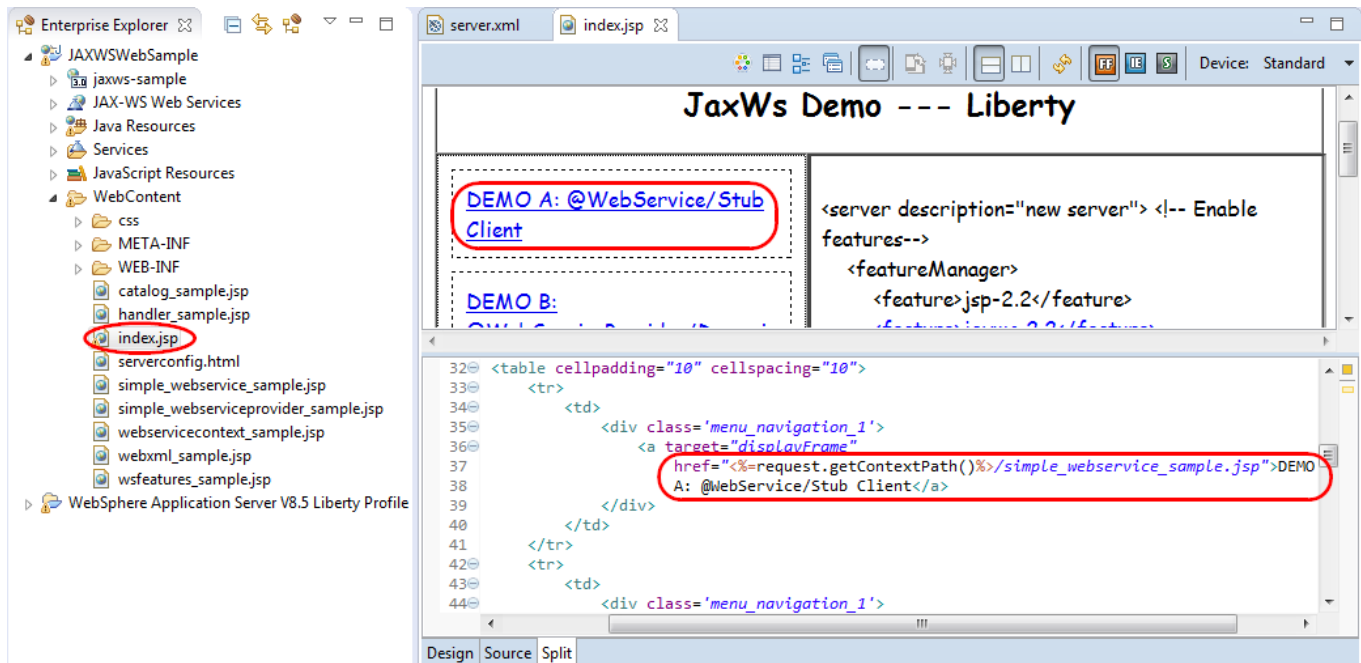 Enterprise Explorer
JAXWSWebSample
jaxws-sample
JAX-WS Web Services
Java Resources
Services
JavaScript Resources
WebContent
css
META-INF
WEB-INF
catalog_sample.jsp
handler_sample.jsp
index.jsp
serverconfig.html
simple_webservice_sample.jsp
simple_webserviceprovider_sample.jsp
webservicecontext_sample.jsp
webxml_sample.jsp
wsfeatures_sample.jsp
WebSphere Application Server V8.5 Liberty Profile
server.xml
index.jsp
FF IE S Device: Standard
JaxWs Demo --- Liberty
DEMO A: @WebService/Stub
Client
DEMO B:
<server description="new server"> <!-- Enable
features-->
<featureManager>
<feature>jsp-2.2</feature>
32 <table cellpadding="10" cellspacing="10">
33 <tr>
34 <td>
35 <div class='menu_navigation_1'>
36 <a target="displayFrame"
37 href="<%=request.getContextPath()%>/simple_webservice_sample.jsp">DEMO
38 A: @WebService/Stub Client</a>
39 </div>
40 </td>
41 </tr>
42 <tr>
43 <td>
44 <div class='menu_navigation_1'>
Design Source Split